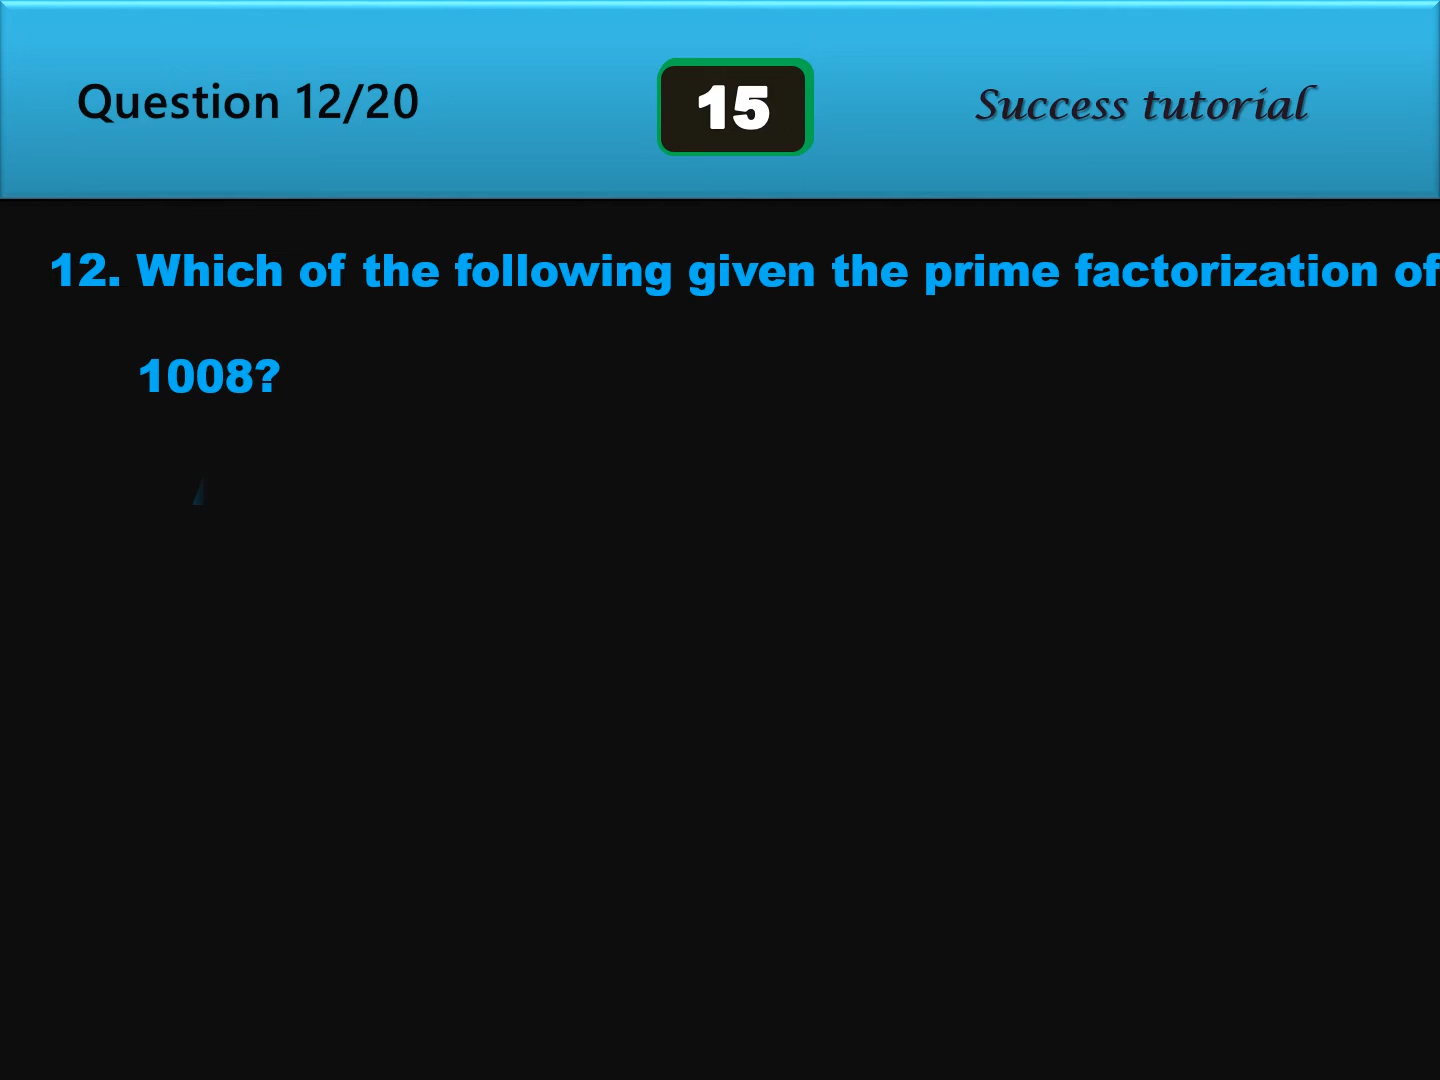 Question 12/20
15
Success tutorial
12. Which of the following given the prime factorization of
1008?